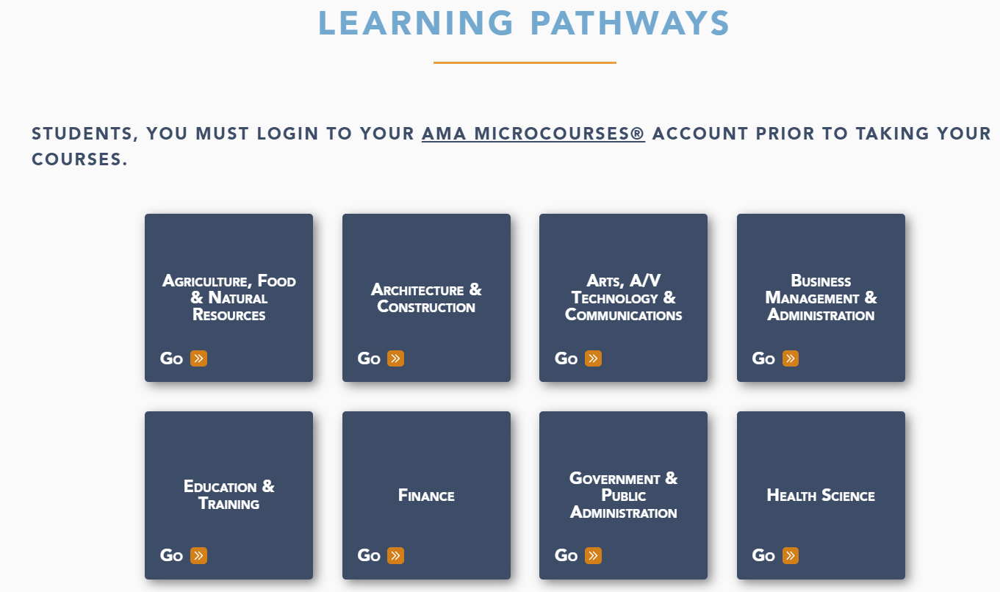 LEARNING PATHWAYS
STUDENTS, YOU MUST LOGIN TO YOUR AMA MICROCOURSES® ACCOUNT PRIOR TO TAKING YOUR
COURSES.
Agriculture, Food
& Natural
Resources
Go
Architecture &
Construction
Go
Arts, A/V
Technology &
Communications
Go
Business
Management &
Administration
Go
Education &
Training
Go
Finance
Go
Government &
Public
Administration
Go
Health Science
Go